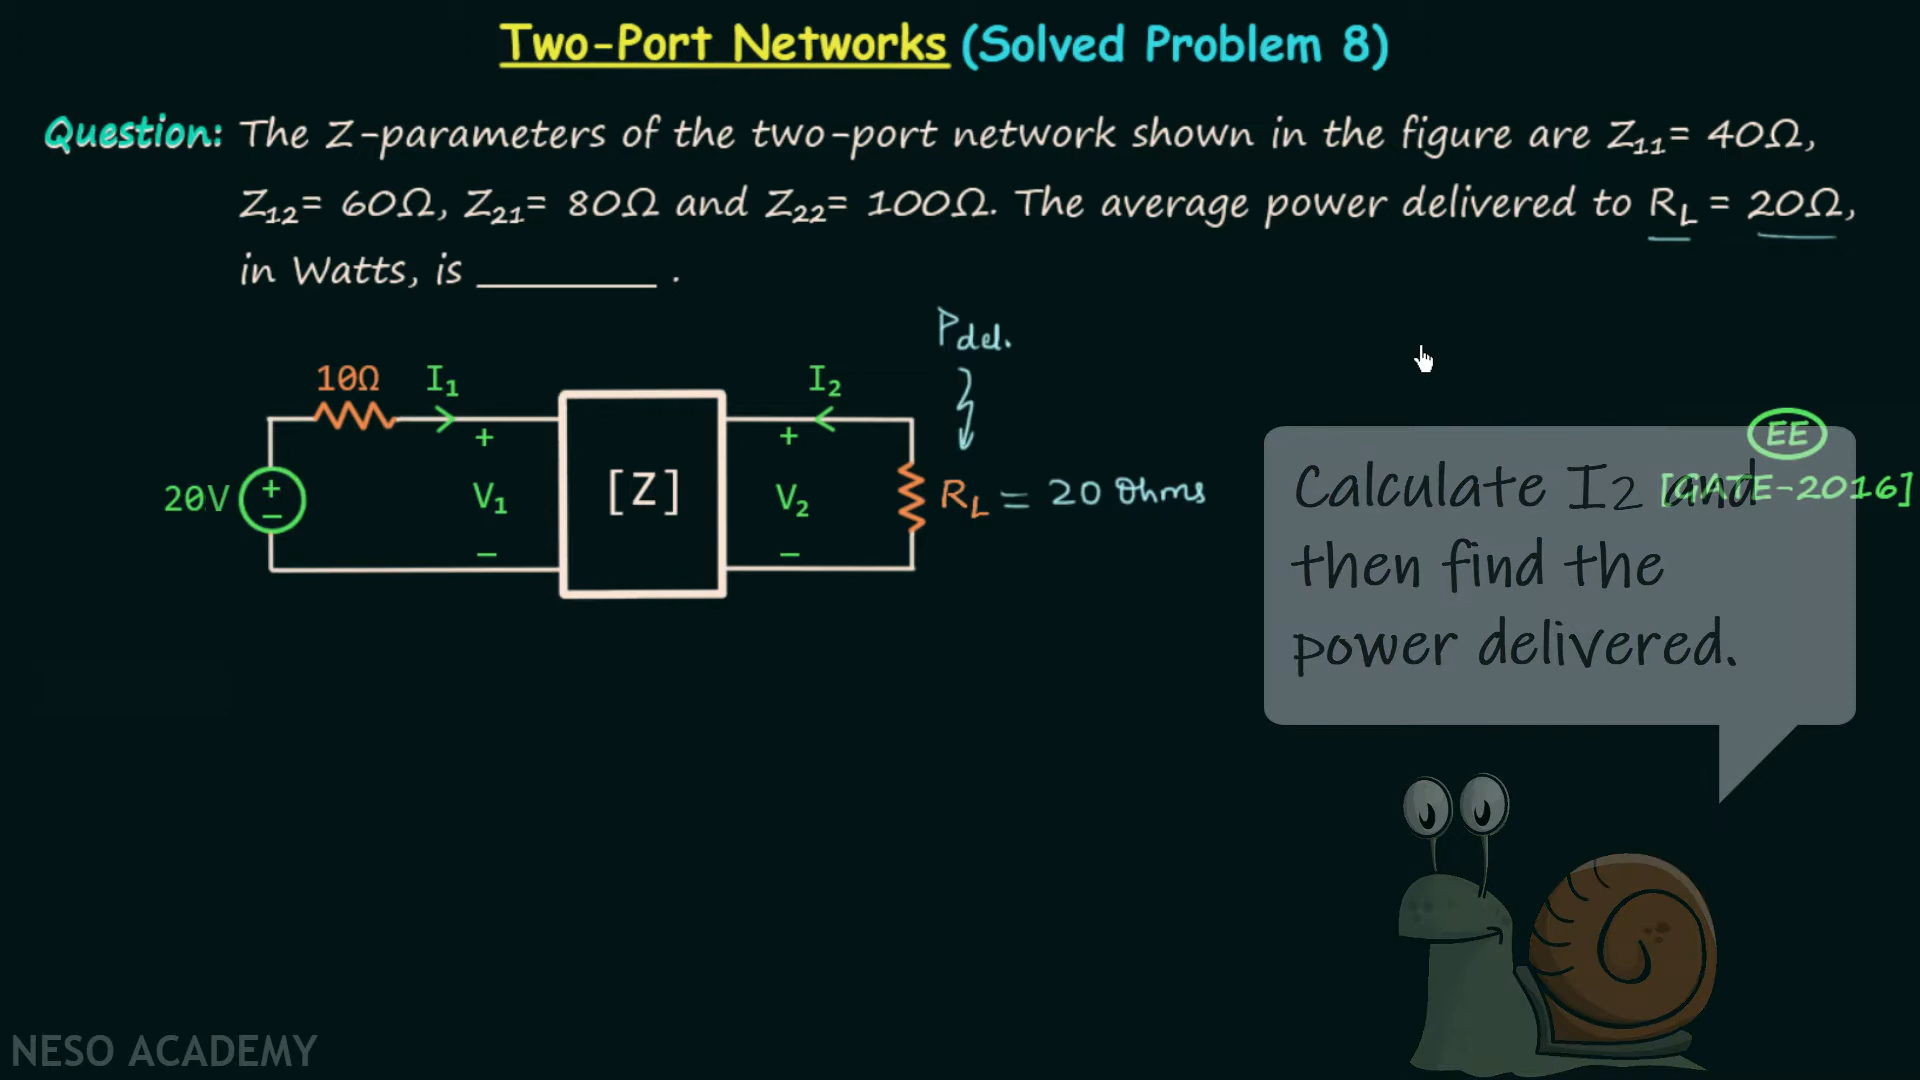 Two-Port Networks (Solved Problem 8)
Question: The Z-parameters of the two-port network shown in the figure are Z₁₁= 40Ω,
Z₁₂= 60Ω, Z₂₁= 80Ω and Z₂₂= 100Ω. The average power delivered to R_L = 20Ω,
in Watts, is _________ .
Pdel.
10Ω I₁ I₂
+ +
20V + − V₁ [Z] V₂ R_L = 20 Ohms
− −
EE
[GATE-2016]
Calculate I2 and
then find the
power delivered.
NESO ACADEMY